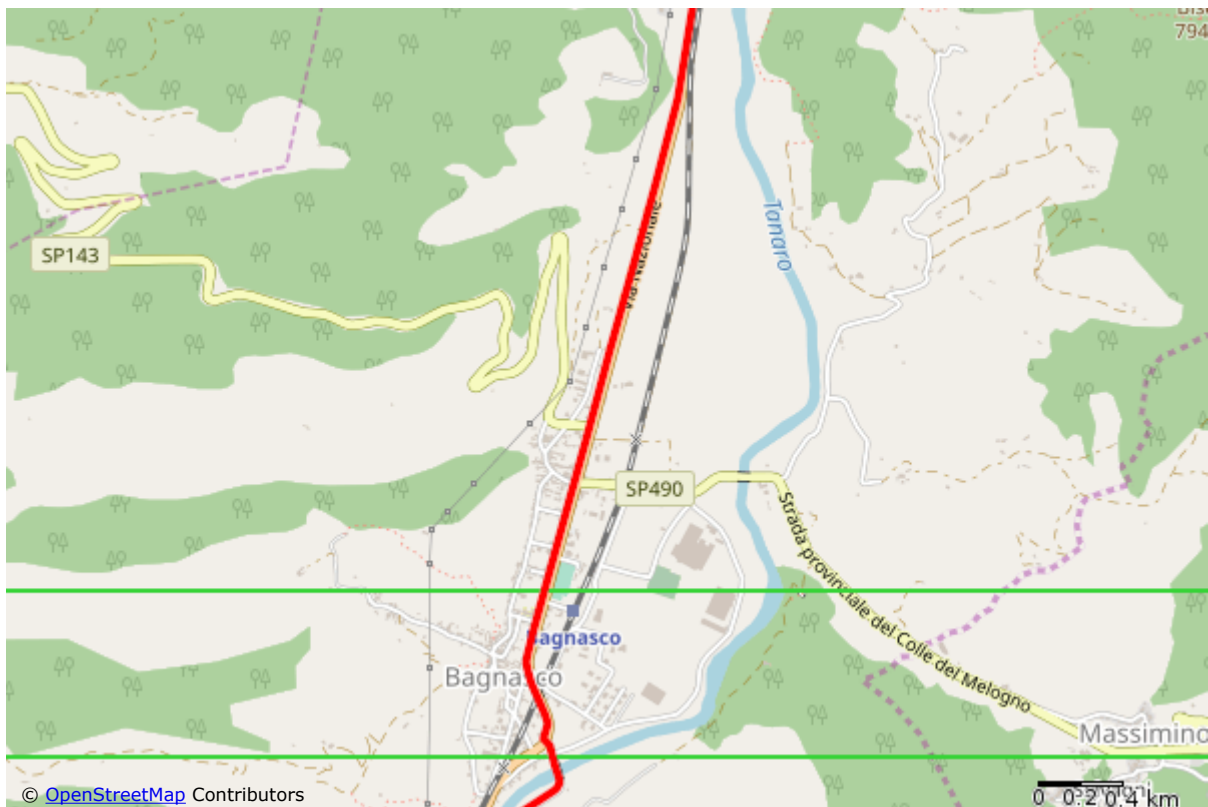 794
SP143
Via Nazionale
Tanaro
SP490
Strada provinciale del Colle del Melogno
Bagnasco
Bagnasco
Massimino
© OpenStreetMap Contributors
0 0.2 0.4 km